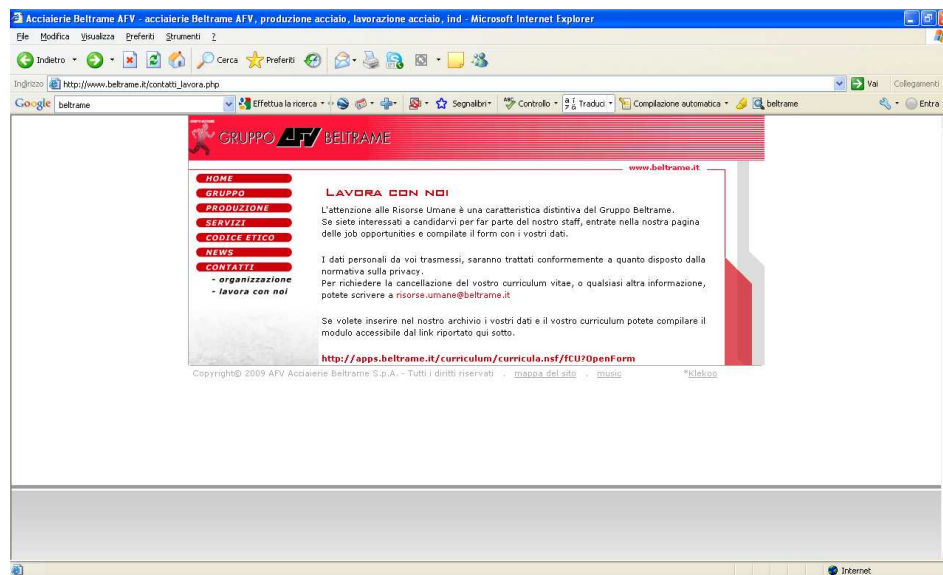 Acciaierie Beltrame AFV - acciaierie Beltrame AFV, produzione acciaio, lavorazione acciaio, ind - Microsoft Internet Explorer
File Modifica Visualizza Preferiti Strumenti ?
Indietro Cerca Preferiti
Indirizzo http://www.beltrame.it/contatti_lavora.php Vai Collegamenti
Google beltrame Effettua la ricerca Segnalibri Controllo Traduci Compilazione automatica beltrame Entra
GRUPPO AFV BELTRAME
www.beltrame.it
HOME
GRUPPO
PRODUZIONE
SERVIZI
CODICE ETICO
NEWS
CONTATTI
- organizzazione
- lavora con noi
LAVORA CON NOI
L'attenzione alle Risorse Umane è una caratteristica distintiva del Gruppo Beltrame.
Se siete interessati a candidarvi per far parte del nostro staff, entrate nella nostra pagina
delle job opportunities e compilate il form con i vostri dati.
I dati personali da voi trasmessi, saranno trattati conformemente a quanto disposto dalla
normativa sulla privacy.
Per richiedere la cancellazione del vostro curriculum vitae, o qualsiasi altra informazione,
potete scrivere a risorse.umane@beltrame.it
Se volete inserire nel nostro archivio i vostri dati e il vostro curriculum potete compilare il
modulo accessibile dal link riportato qui sotto.
http://apps.beltrame.it/curriculum/curricula.nsf/fCU?OpenForm
Copyright© 2009 AFV Acciaierie Beltrame S.p.A. - Tutti i diritti riservati . mappa del sito . music *Klekoo
Internet